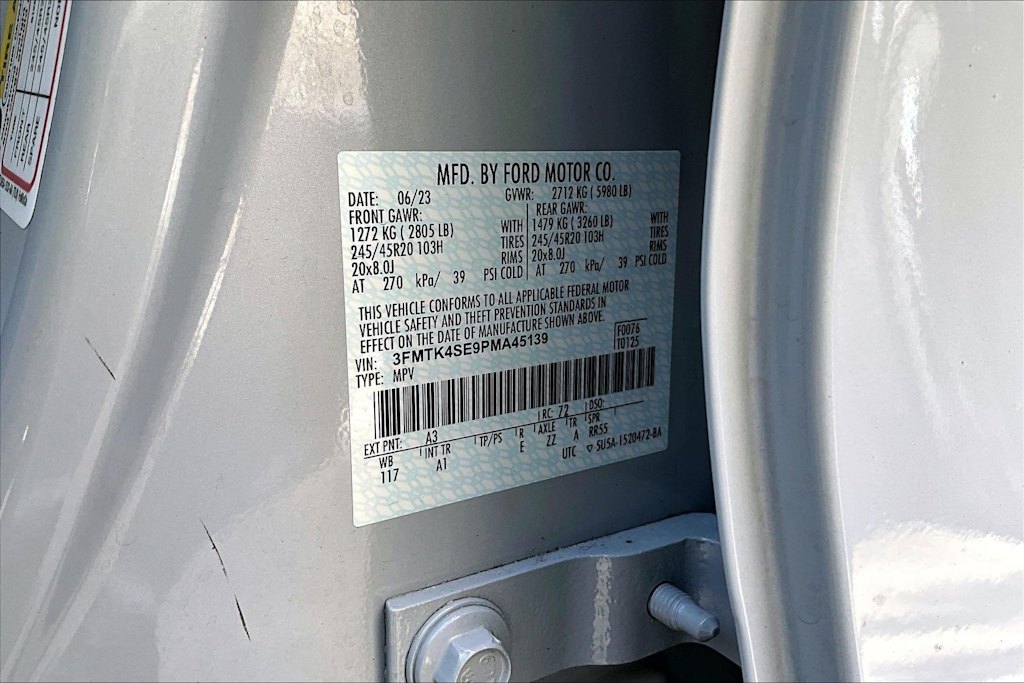 MFD. BY FORD MOTOR CO.
DATE: 06/23 GVWR: 2712 KG ( 5980 LB)
FRONT GAWR: REAR GAWR:
1272 KG ( 2805 LB) WITH 1479 KG ( 3260 LB) WITH
245/45R20 103H TIRES 245/45R20 103H TIRES
20x8.0J RIMS 20x8.0J RIMS
AT 270 kPa/ 39 PSI COLD AT 270 kPa/ 39 PSI COLD
THIS VEHICLE CONFORMS TO ALL APPLICABLE FEDERAL MOTOR
VEHICLE SAFETY AND THEFT PREVENTION STANDARDS IN
EFFECT ON THE DATE OF MANUFACTURE SHOWN ABOVE.
VIN: 3FMTK4SE9PMA45139 F0076
TYPE: MPV T0125
EXT PNT: A3 RC: 72 DSO:
WB INT TR TP/PS R AXLE TR SPR
117 A1 E ZZ A RR55
UTC 5U5A-1520472-BA